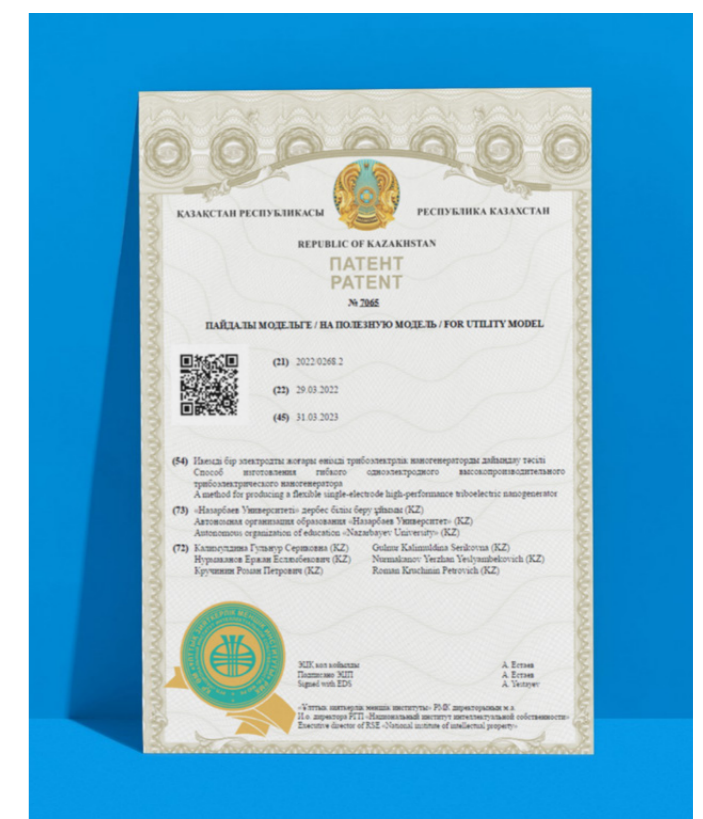 ҚАЗАҚСТАН РЕСПУБЛИКАСЫ
РЕСПУБЛИКА КАЗАХСТАН
REPUBLIC OF KAZAKHSTAN
ПАТЕНТ
PATENT
№ 7065
ПАЙДАЛЫ МОДЕЛЬГЕ / НА ПОЛЕЗНУЮ МОДЕЛЬ / FOR UTILITY MODEL
(21) 2022/0268.2
(22) 29.03.2022
(45) 31.03.2023
(54) Икемді бір электродты жоғары өнімді трибоэлектрлік наногенераторды дайындау тәсілі
Способ изготовления гибкого одноэлектродного высокопроизводительного
трибоэлектрического наногенератора
A method for producing a flexible single-electrode high-performance triboelectric nanogenerator
(73) «Назарбаев Университеті» дербес білім беру ұйымы (KZ)
Автономная организация образования «Назарбаев Университет» (KZ)
Autonomous organization of education «Nazarbayev University» (KZ)
(72) Калимулдина Гульнур Сериковна (KZ) Gulnur Kalimuldina Serikovna (KZ)
Нурмаканов Ержан Еслямбекович (KZ) Nurmakanov Yerzhan Yeslyambekovich (KZ)
Кручинин Роман Петрович (KZ) Roman Kruchinin Petrovich (KZ)
ЭЦҚ қол қойылды А. Естаев
Подписано ЭЦП А. Естаев
Signed with EDS A. Yestayev
«Ұлттық зияткерлік меншік институты» РМК директорының м.а.
И.о. директора РГП «Национальный институт интеллектуальной собственности»
Executive director of RSE «National institute of intellectual property»